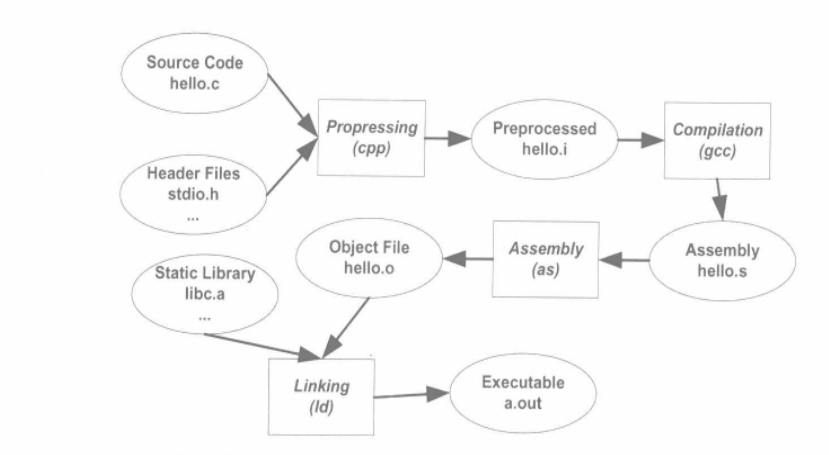 Source Code
hello.c
Propressing
(cpp)
Preprocessed
hello.i
Compilation
(gcc)
Header Files
stdio.h
...
Object File
hello.o
Assembly
(as)
Assembly
hello.s
Static Library
libc.a
...
Linking
(ld)
Executable
a.out